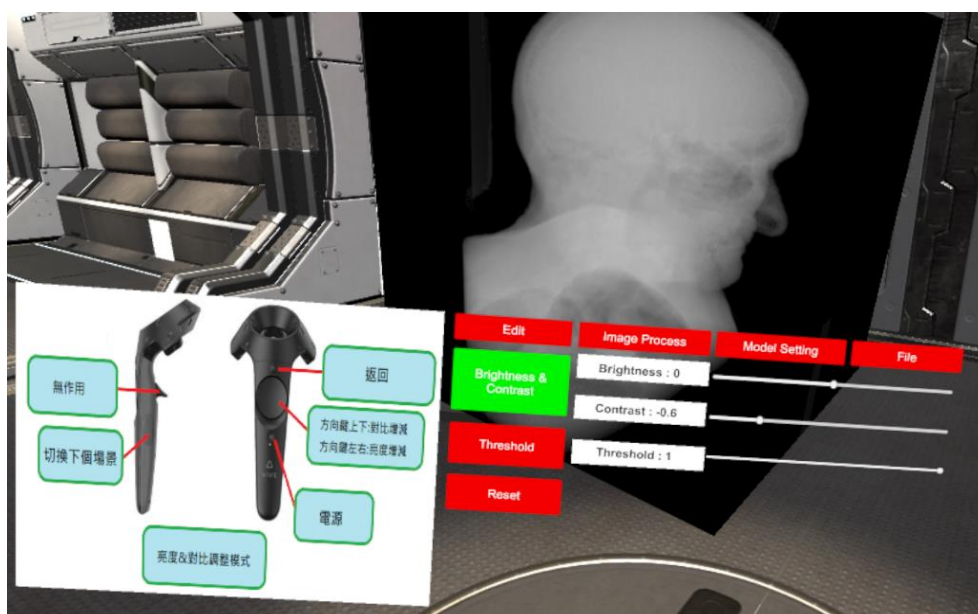 無作用
切換下個場景
返回
方向鍵上下:對比增減
方向鍵左右:亮度增減
電源
亮度&對比調整模式
Edit
Image Process
Model Setting
File
Brightness & 
Contrast
Brightness : 0
Contrast : -0.6
Threshold
Threshold : 1
Reset